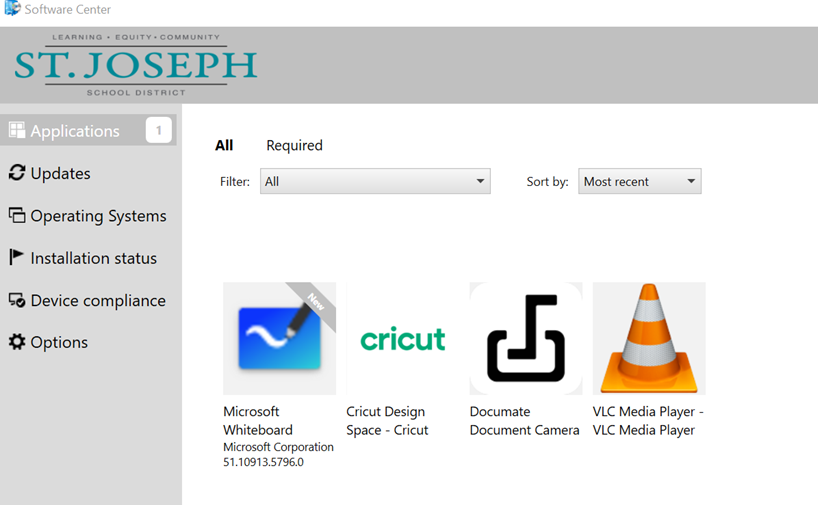 Software Center
LEARNING • EQUITY • COMMUNITY
ST. JOSEPH
SCHOOL DISTRICT
Applications 1
Updates
Operating Systems
Installation status
Device compliance
Options
All Required
Filter: All Sort by: Most recent
New
cricut
Microsoft
Whiteboard
Microsoft Corporation
51.10913.5796.0
Cricut Design
Space - Cricut
Documate
Document Camera
VLC Media Player -
VLC Media Player